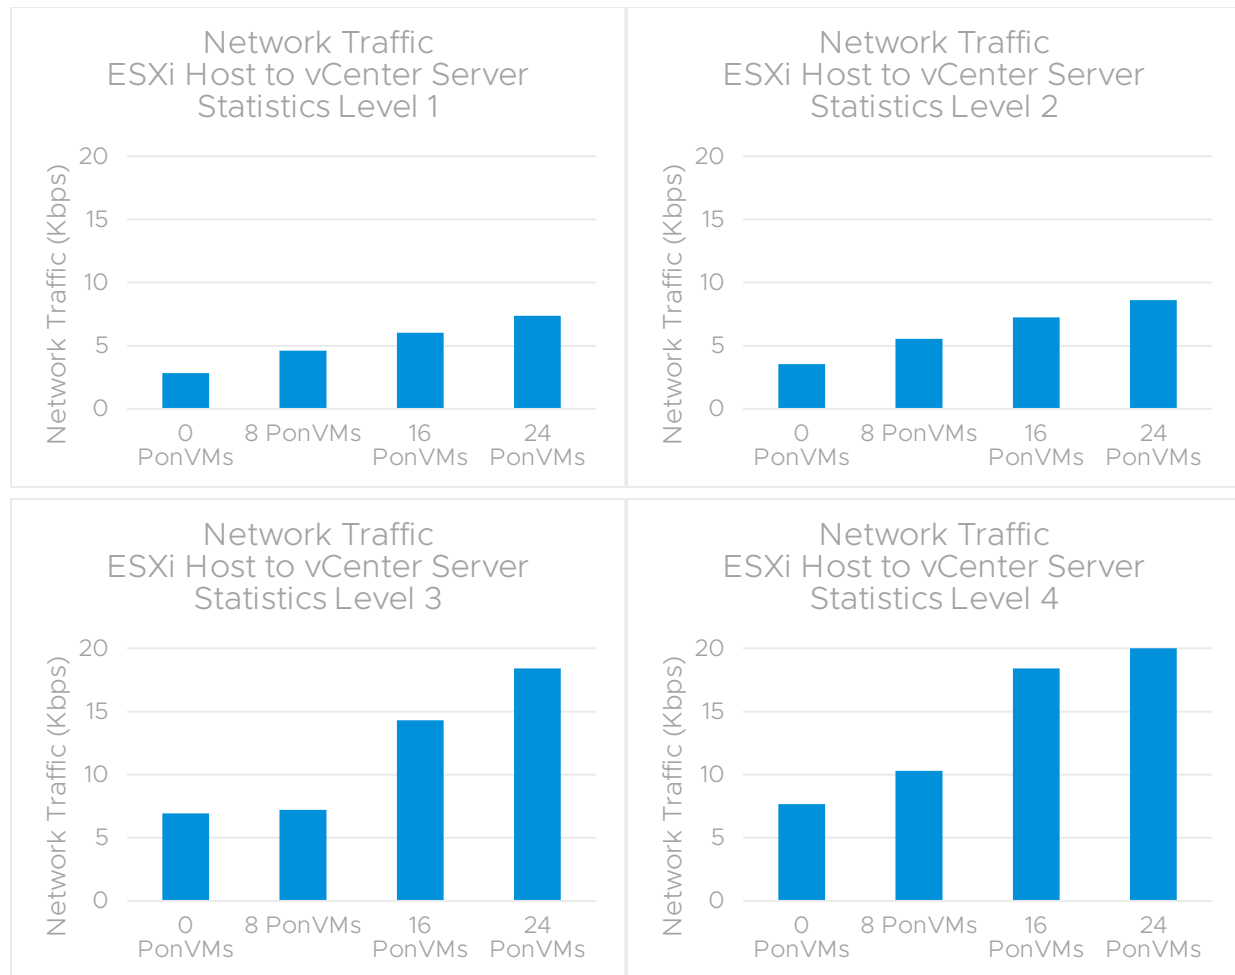 Network Traffic
ESXi Host to vCenter Server
Statistics Level 1
Network Traffic (Kbps)
20
15
10
5
0
0 PonVMs
8 PonVMs
16 PonVMs
24 PonVMs
Network Traffic
ESXi Host to vCenter Server
Statistics Level 2
Network Traffic (Kbps)
20
15
10
5
0
0 PonVMs
8 PonVMs
16 PonVMs
24 PonVMs
Network Traffic
ESXi Host to vCenter Server
Statistics Level 3
Network Traffic (Kbps)
20
15
10
5
0
0 PonVMs
8 PonVMs
16 PonVMs
24 PonVMs
Network Traffic
ESXi Host to vCenter Server
Statistics Level 4
Network Traffic (Kbps)
20
15
10
5
0
0 PonVMs
8 PonVMs
16 PonVMs
24 PonVMs